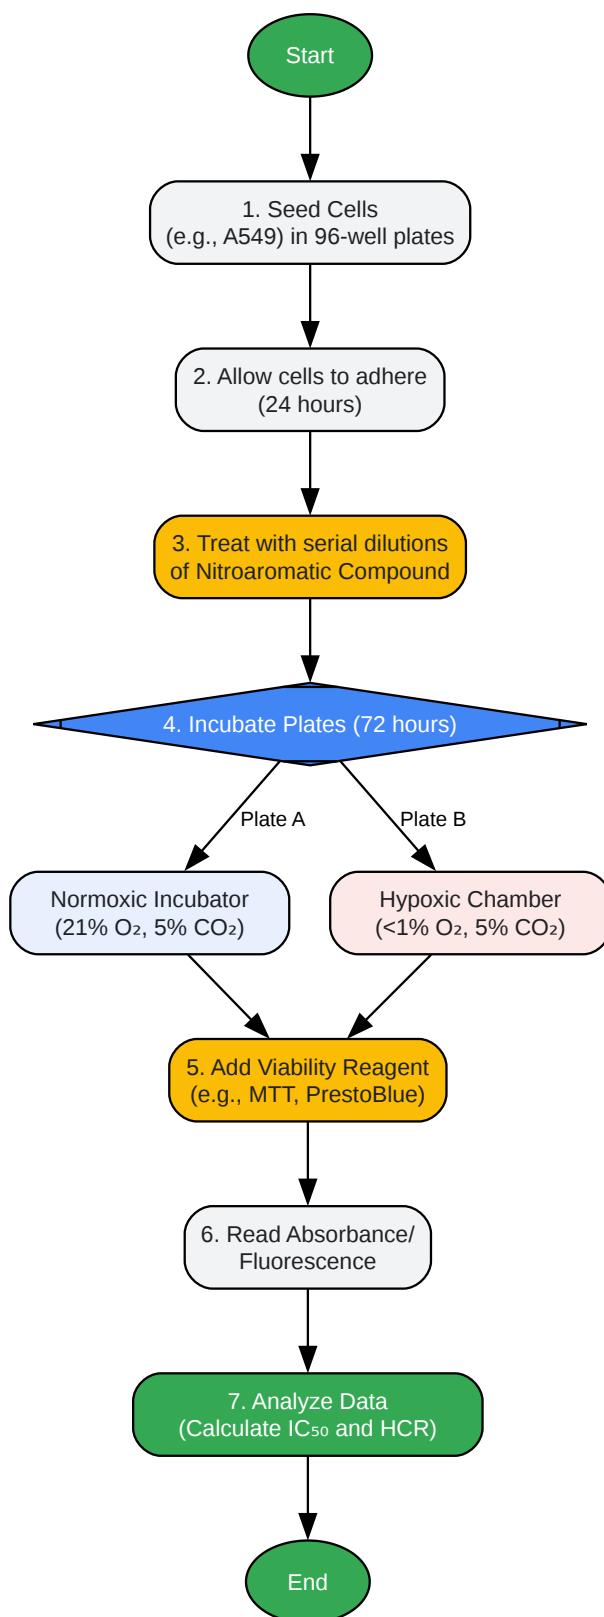 Start
1. Seed Cells
(e.g., A549) in 96-well plates
2. Allow cells to adhere
(24 hours)
3. Treat with serial dilutions
of Nitroaromatic Compound
4. Incubate Plates (72 hours)
Plate A
Plate B
Normoxic Incubator
(21% O₂, 5% CO₂)
Hypoxic Chamber
(<1% O₂, 5% CO₂)
5. Add Viability Reagent
(e.g., MTT, PrestoBlue)
6. Read Absorbance/
Fluorescence
7. Analyze Data
(Calculate IC₅₀ and HCR)
End